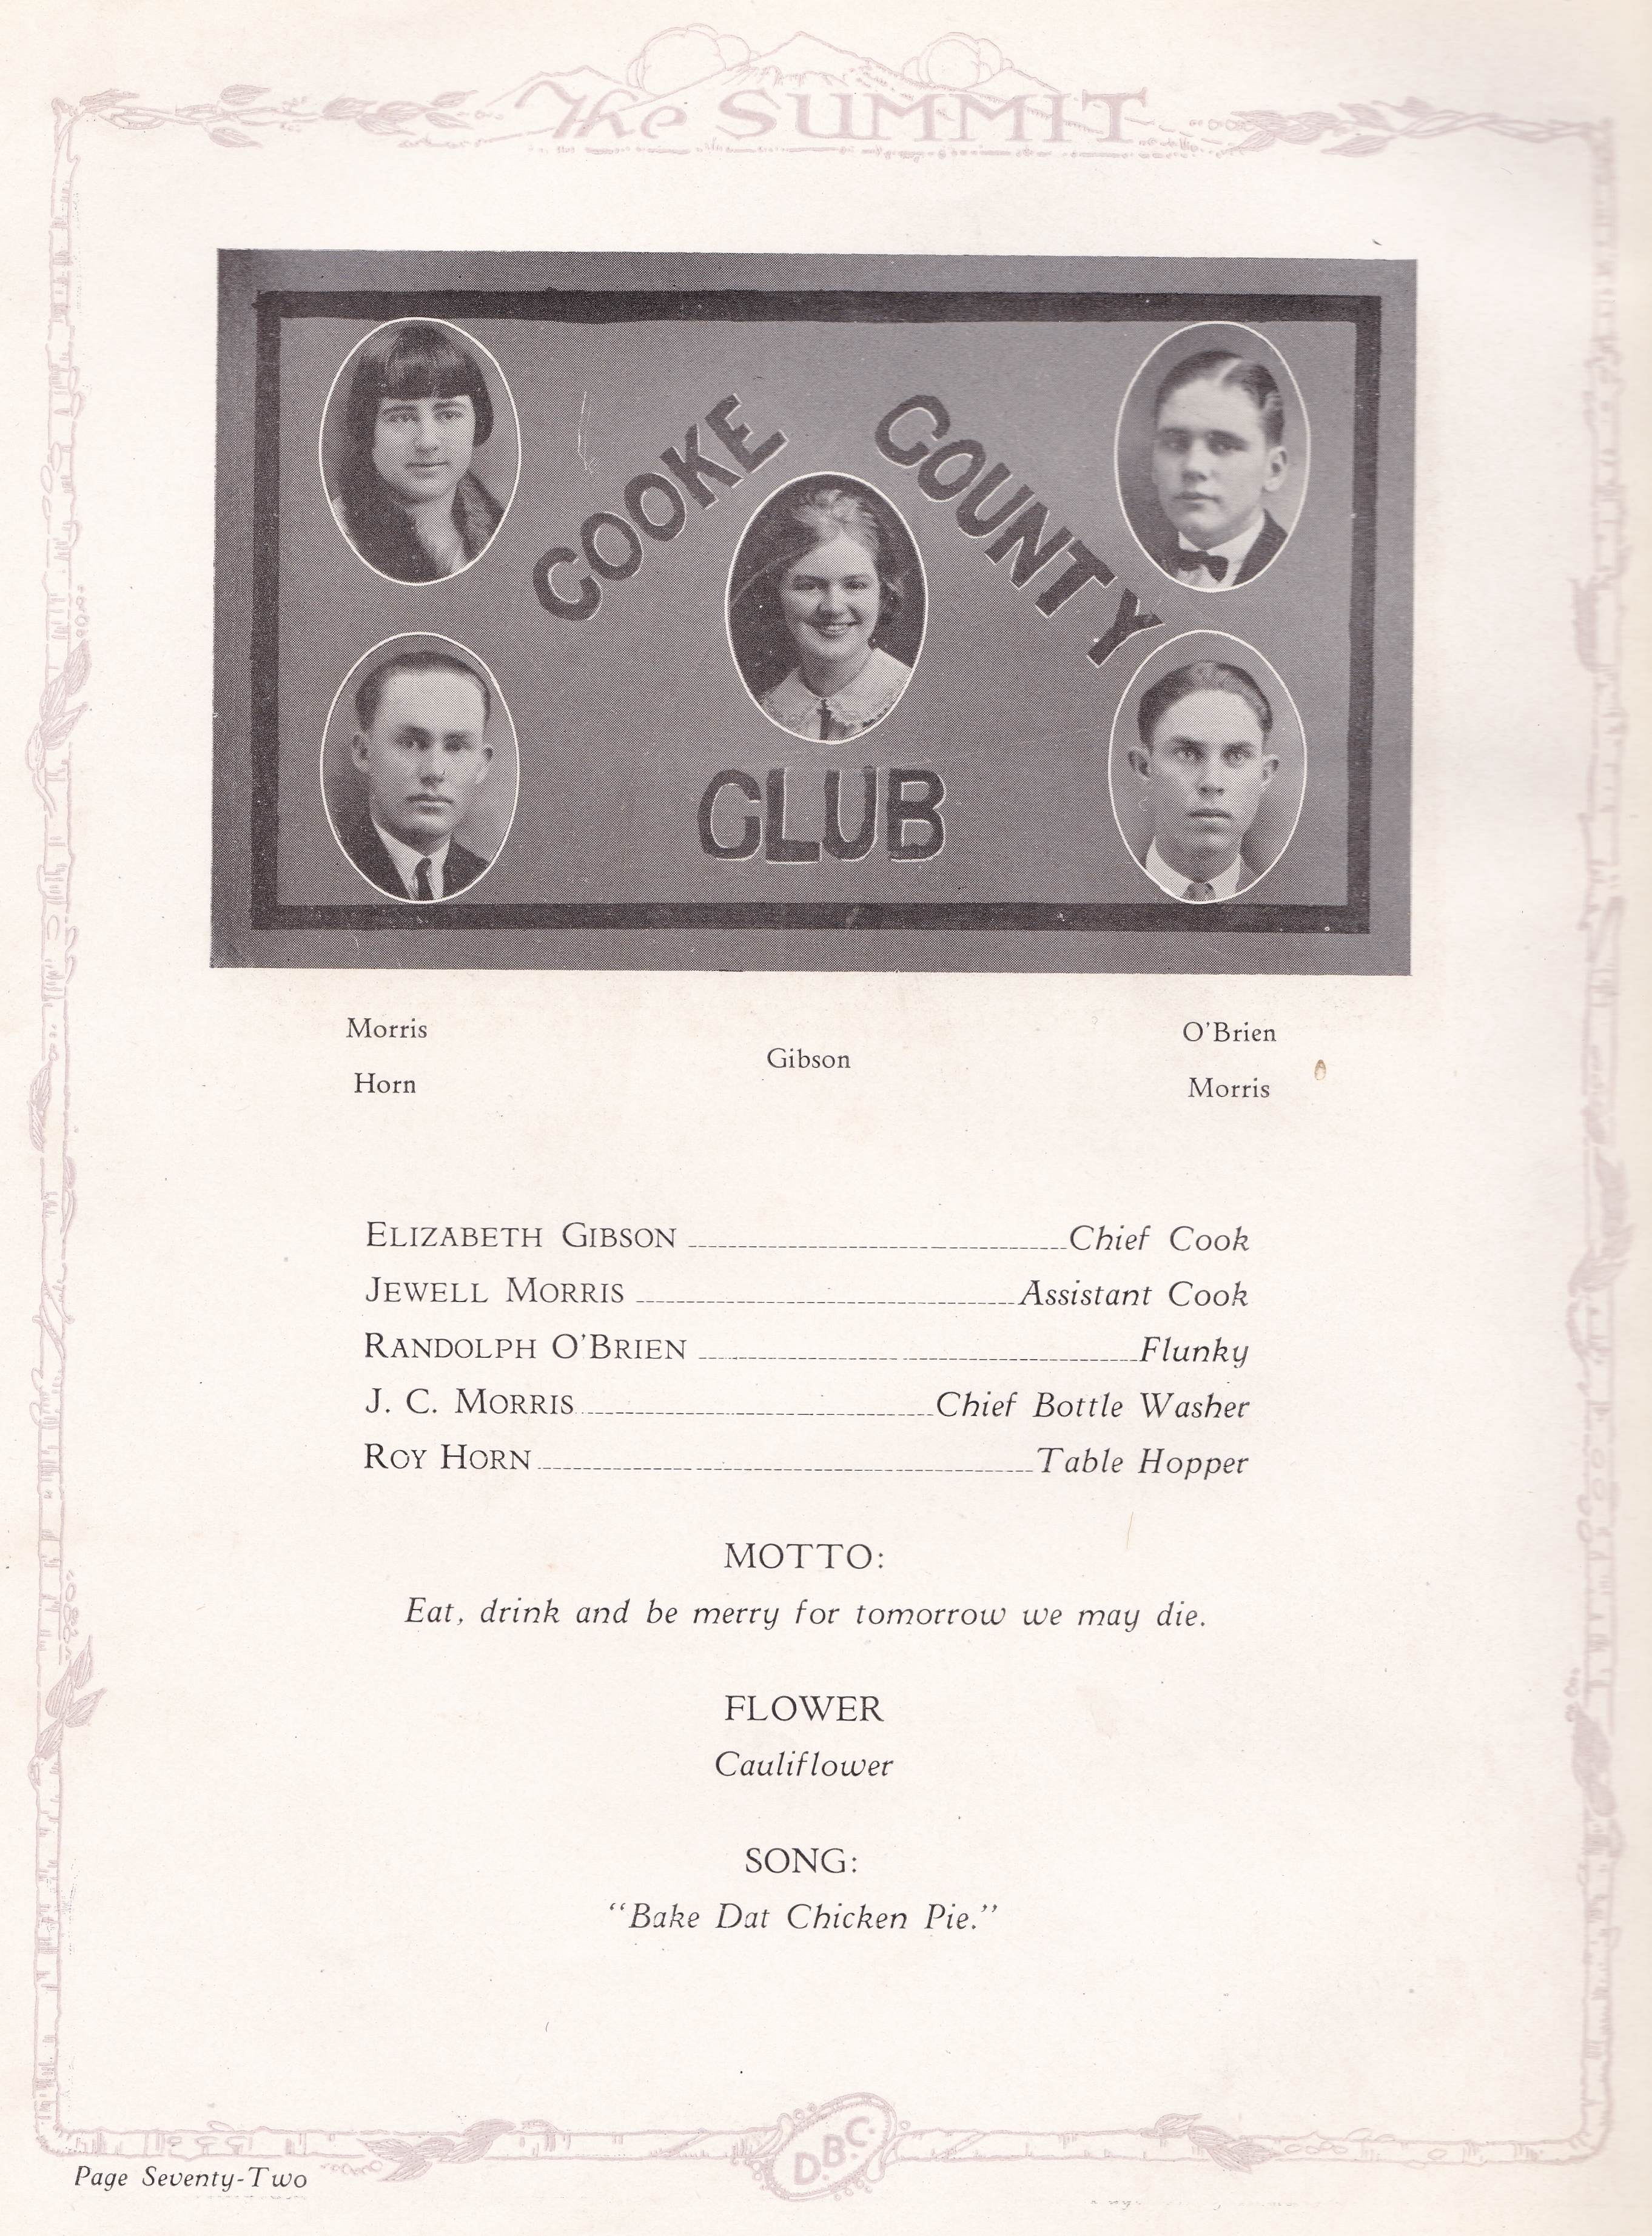 The SUMMIT
COOKE COUNTY
CLUB
Morris
O'Brien
Gibson
Horn
Morris
ELIZABETH GIBSON Chief Cook
JEWELL MORRIS Assistant Cook
RANDOLPH O'BRIEN Flunky
J. C. MORRIS Chief Bottle Washer
ROY HORN Table Hopper
MOTTO:
Eat, drink and be merry for tomorrow we may die.
FLOWER
Cauliflower
SONG:
“Bake Dat Chicken Pie.”
D.B.C.
Page Seventy-Two